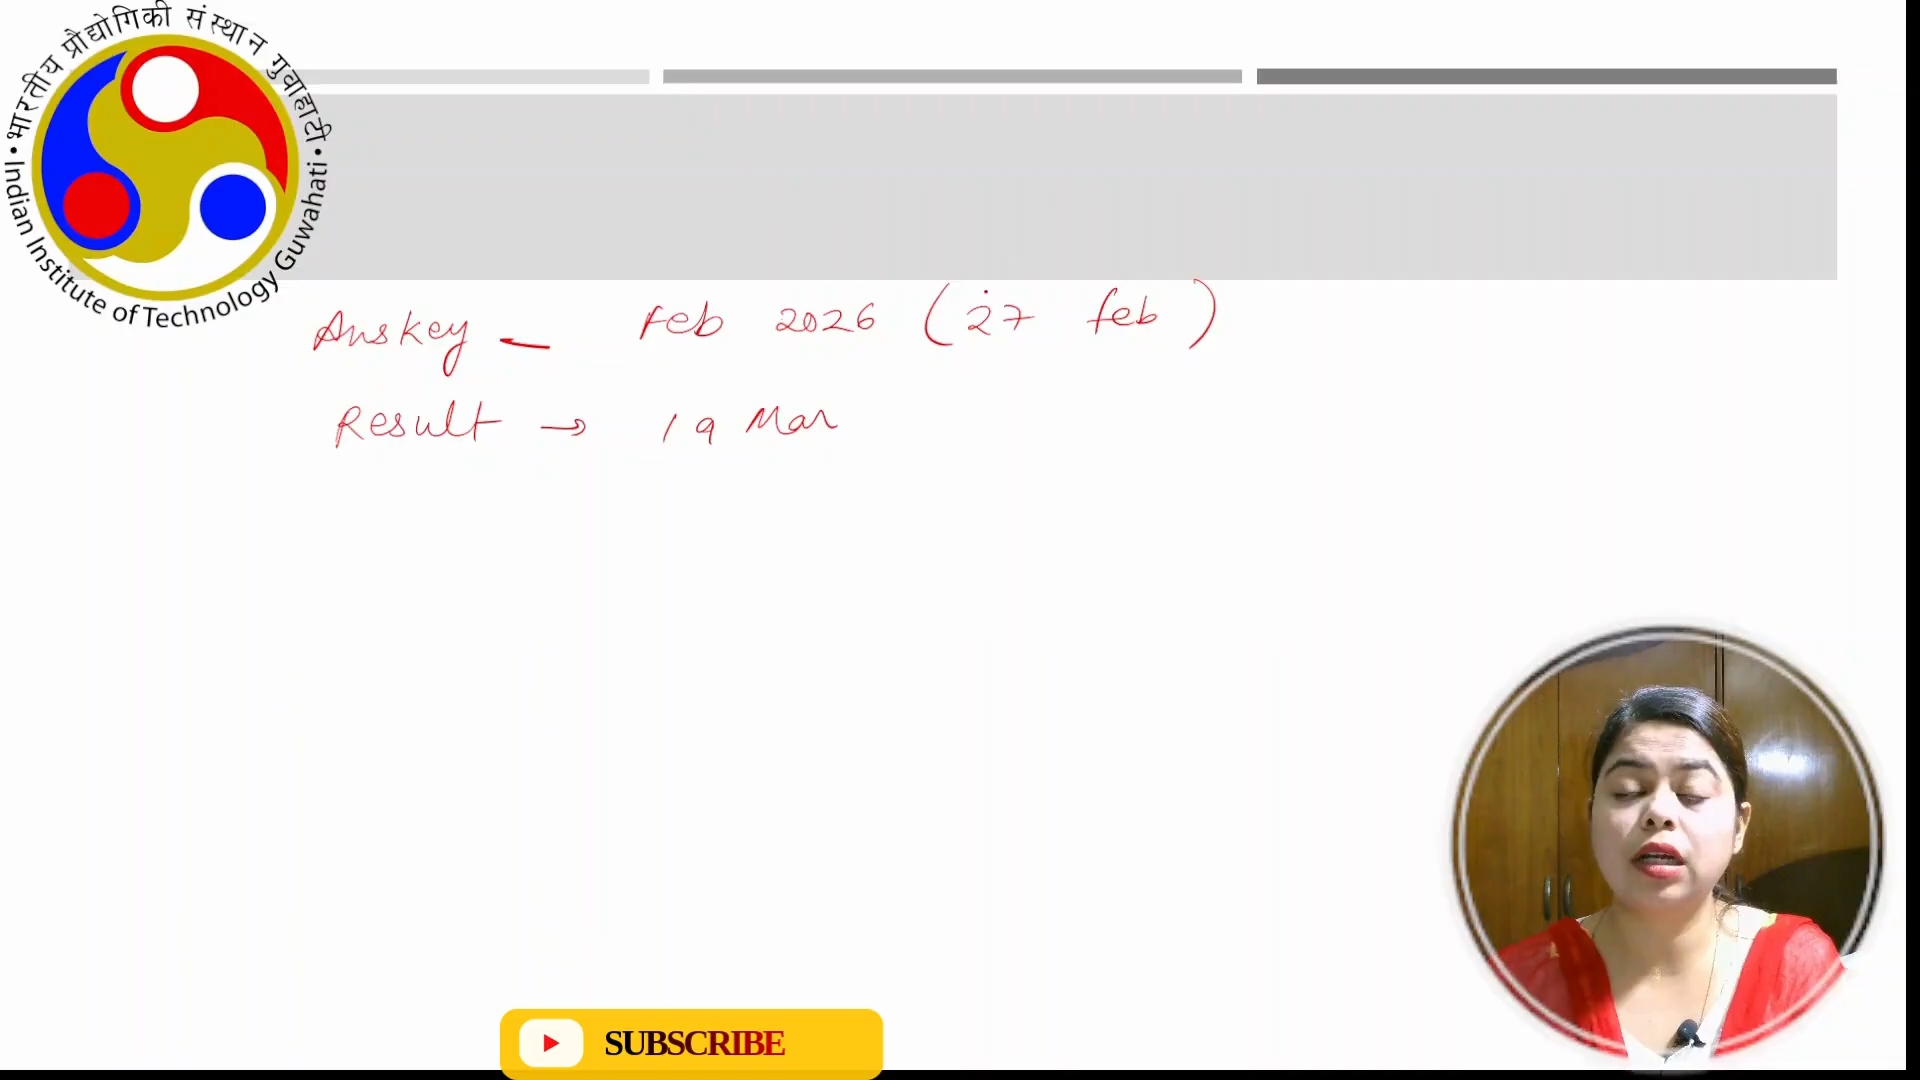 भारतीय प्रौद्योगिकी संस्थान गुवाहाटी
Indian Institute of Technology Guwahati
Anskey - Feb 2026 (27 feb)
Result → 19 Mar
SUBSCRIBE